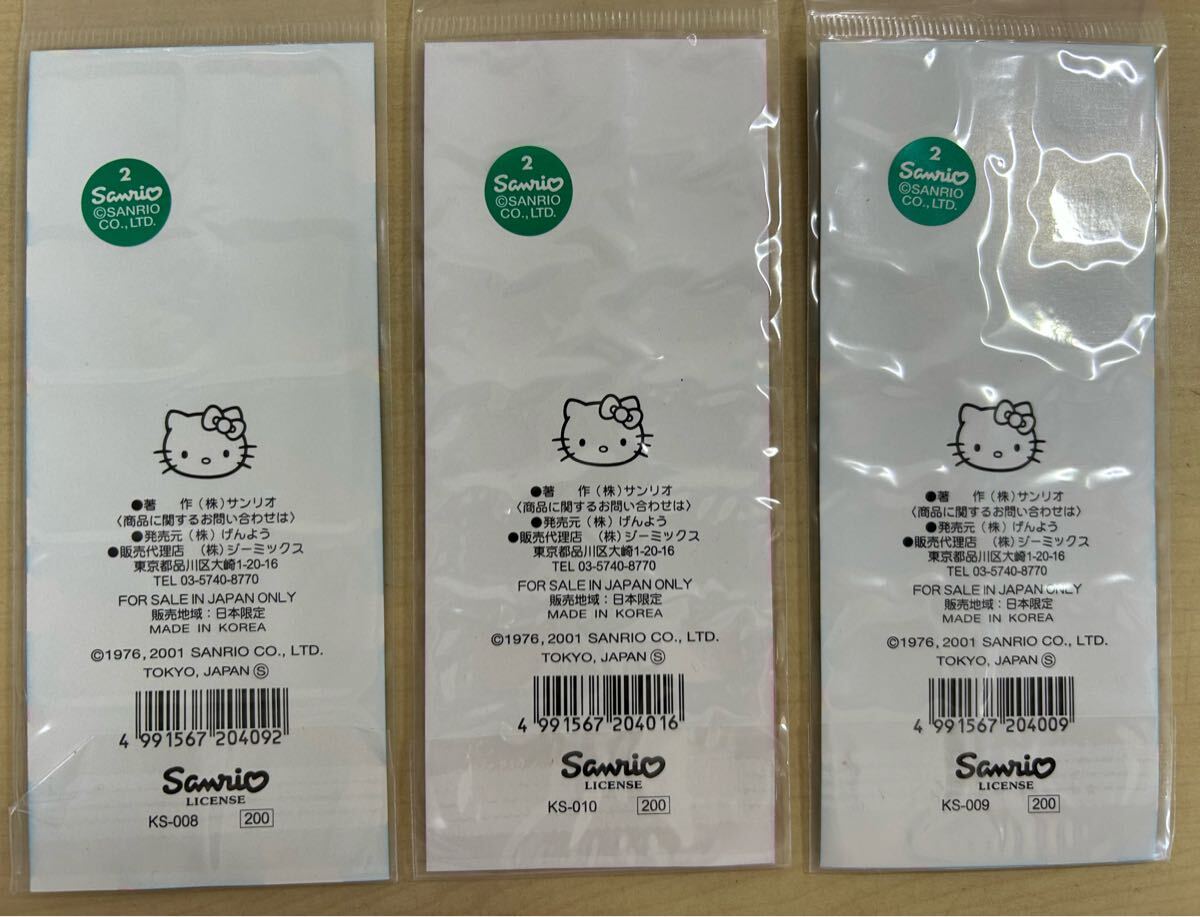 2
Sanrio
©SANRIO
CO., LTD.
●著　作（株）サンリオ
〈商品に関するお問い合わせは〉
●発売元（株）げんよう
●販売代理店　（株）ジーミックス
東京都品川区大崎1-20-16
TEL 03-5740-8770
FOR SALE IN JAPAN ONLY
販売地域：日本限定
MADE IN KOREA
©1976, 2001 SANRIO CO., LTD.
TOKYO, JAPAN Ⓢ
4 991567 204092
Sanrio
LICENSE
KS-008 200
2
Sanrio
©SANRIO
CO., LTD.
●著　作（株）サンリオ
〈商品に関するお問い合わせは〉
●発売元（株）げんよう
●販売代理店　（株）ジーミックス
東京都品川区大崎1-20-16
TEL 03-5740-8770
FOR SALE IN JAPAN ONLY
販売地域：日本限定
MADE IN KOREA
©1976, 2001 SANRIO CO., LTD.
TOKYO, JAPAN Ⓢ
4 991567 204016
Sanrio
LICENSE
KS-010 200
2
Sanrio
©SANRIO
CO., LTD.
●著　作（株）サンリオ
〈商品に関するお問い合わせは〉
●発売元（株）げんよう
●販売代理店　（株）ジーミックス
東京都品川区大崎1-20-16
TEL 03-5740-8770
FOR SALE IN JAPAN ONLY
販売地域：日本限定
MADE IN KOREA
©1976, 2001 SANRIO CO., LTD.
TOKYO, JAPAN Ⓢ
4 991567 204009
Sanrio
LICENSE
KS-009 200